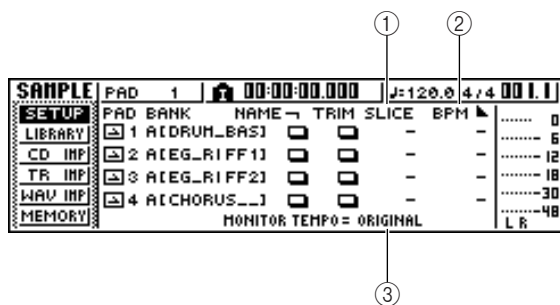 ① ②
SAMPLE PAD 1 00:00:00.000 ♩=120.0 4/4 001.1
SETUP PAD BANK NAME TRIM SLICE BPM 0
LIBRARY 1 A[DRUM_BAS] - - 6
CD IMP 2 A[EG_RIFF1] - - 12
TR IMP 3 A[EG_RIFF2] - - 18
WAV IMP 4 A[CHORUS__] - - 30
MEMORY MONITOR TEMPO= ORIGINAL 48
L R
③